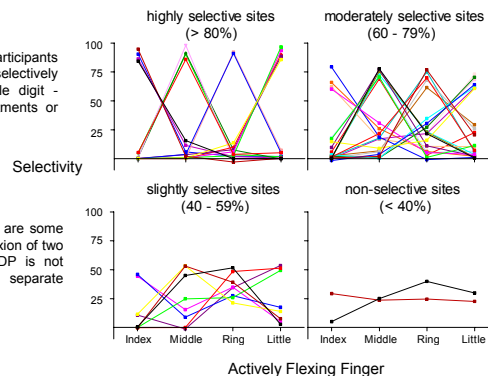 highly selective sites
(> 80%)
moderately selective sites
(60 - 79%)
articipants
selectively
le digit -
ments or
100
75
50
25
Selectivity
slightly selective sites
(40 - 59%)
non-selective sites
(< 40%)
are some
xion of two
DP is not
separate
100
75
50
25
Index Middle Ring Little Index Middle Ring Little
Actively Flexing Finger